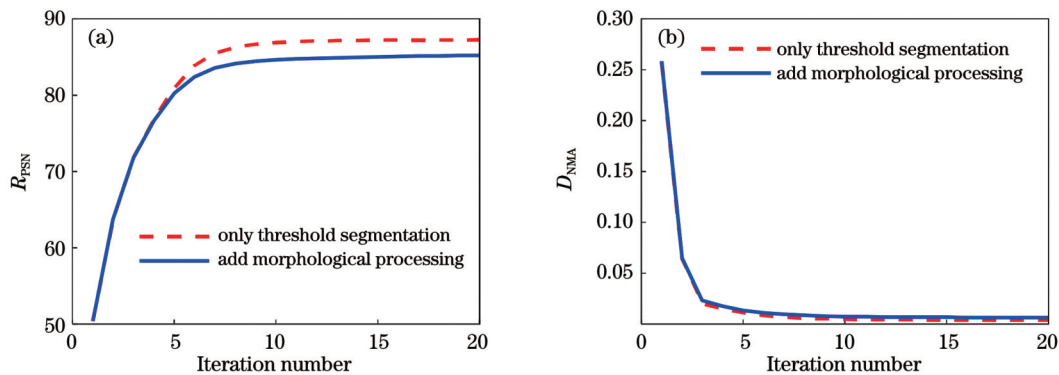 (a)
90
80
70
60
50
R_PSN
only threshold segmentation
add morphological processing
0
5
10
15
20
Iteration number
(b)
0.30
0.25
0.20
0.15
0.10
0.05
D_NMA
only threshold segmentation
add morphological processing
0
5
10
15
20
Iteration number